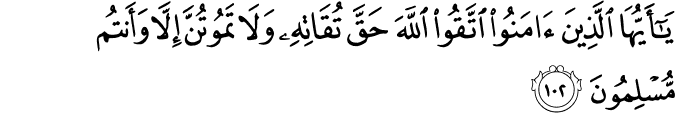 يَٰٓأَيُّهَا ٱلَّذِينَ ءَامَنُوا۟ ٱتَّقُوا۟ ٱللَّهَ حَقَّ تُقَاتِهِۦ وَلَا تَمُوتُنَّ إِلَّا وَأَنتُم
مُّسْلِمُونَ ١٠٢